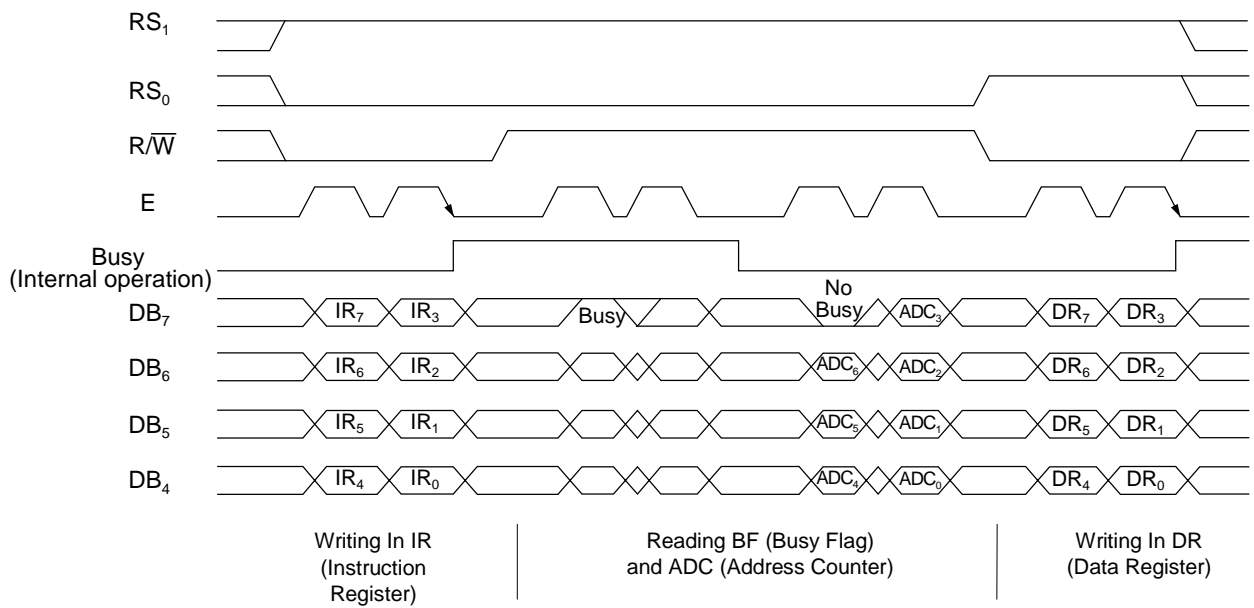 RS₁
RS₀
R/W̅
E
Busy
(Internal operation)
No
DB₇ IR₇ IR₃ Busy Busy ADC₃ DR₇ DR₃
DB₆ IR₆ IR₂ ADC₆ ADC₂ DR₆ DR₂
DB₅ IR₅ IR₁ ADC₅ ADC₁ DR₅ DR₁
DB₄ IR₄ IR₀ ADC₄ ADC₀ DR₄ DR₀
Writing In IR
(Instruction
Register)
Reading BF (Busy Flag)
and ADC (Address Counter)
Writing In DR
(Data Register)